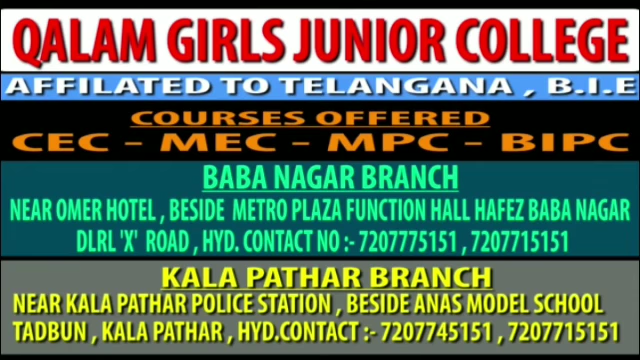 QALAM GIRLS JUNIOR COLLEGE
AFFILATED TO TELANGANA , B.I.E
COURSES OFFERED
CEC - MEC - MPC - BIPC
BABA NAGAR BRANCH
NEAR OMER HOTEL , BESIDE METRO PLAZA FUNCTION HALL HAFEZ BABA NAGAR
DLRL 'X' ROAD , HYD. CONTACT NO :- 7207775151 , 7207715151
KALA PATHAR BRANCH
NEAR KALA PATHAR POLICE STATION , BESIDE ANAS MODEL SCHOOL
TADBUN , KALA PATHAR , HYD.CONTACT :- 7207745151 , 7207715151